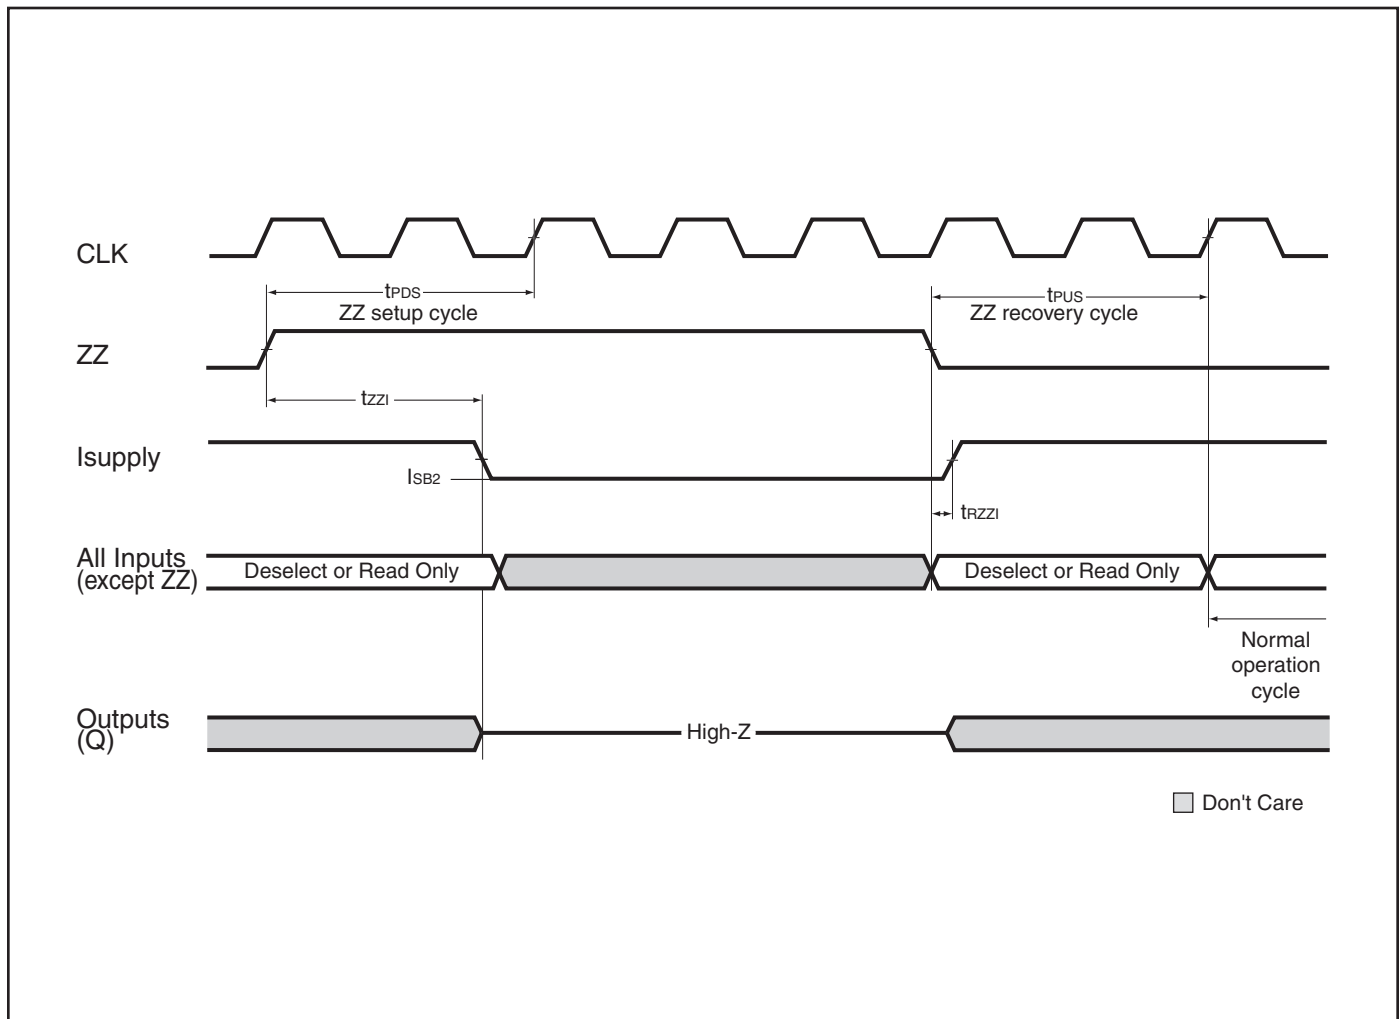 CLK
tPDS
ZZ setup cycle
tPUS
ZZ recovery cycle
ZZ
tZZI
Isupply
ISB2
tRZZI
All Inputs
(except ZZ)
Deselect or Read Only
Deselect or Read Only
Normal
operation
cycle
Outputs
(Q)
High-Z
Don't Care